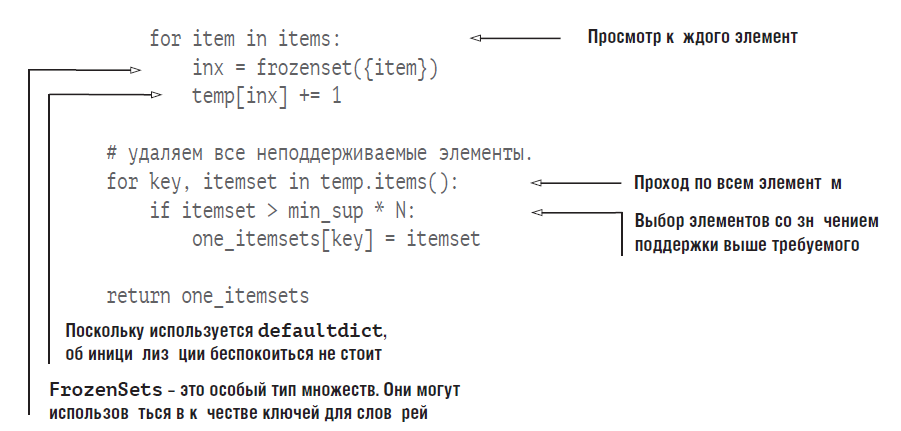 for item in items:
Просмотр к ждого элемент
inx = frozenset({item})
temp[inx] += 1
# удаляем все неподдерживаемые элементы.
for key, itemset in temp.items():
Проход по всем элемент м
if itemset > min_sup * N:
Выбор элементов со зн чением
поддержки выше требуемого
one_itemsets[key] = itemset
return one_itemsets
Поскольку используется defaultdict,
об иници лиз ции беспокоиться не стоит
FrozenSets – это особый тип множеств. Они могут
использов ться в к честве ключей для слов рей